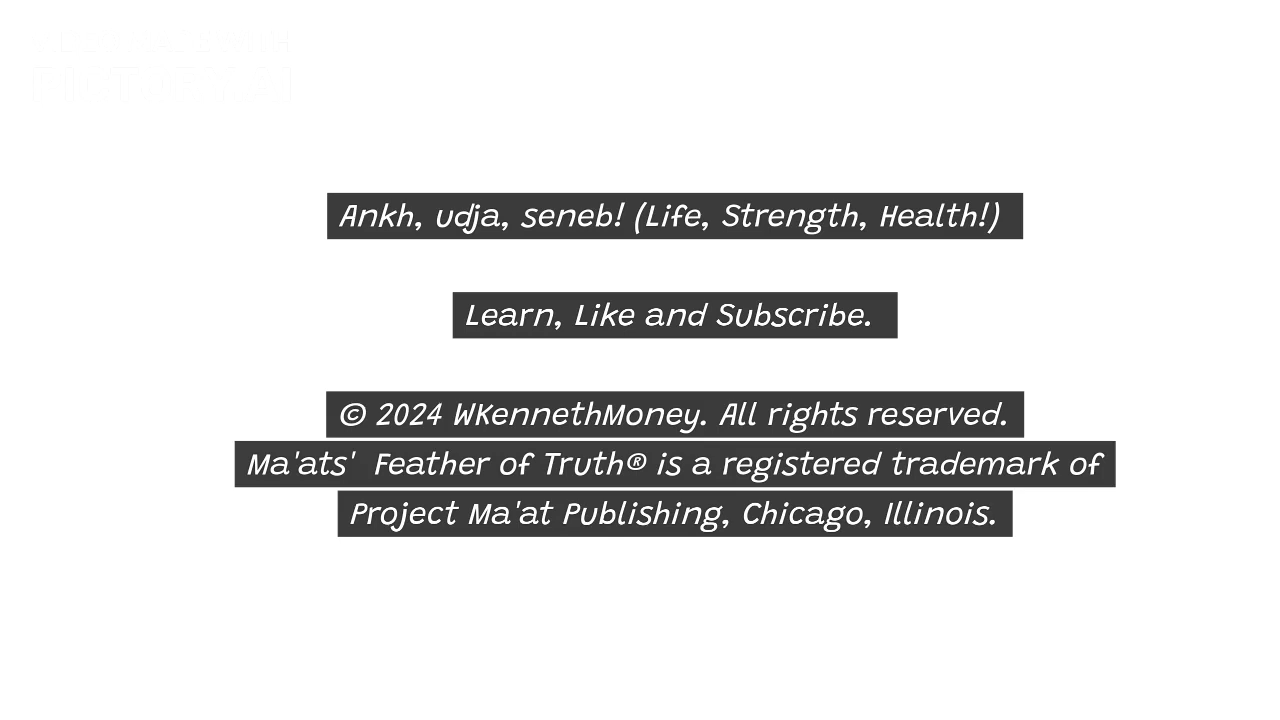 Ankh, udja, seneb! (Life, Strength, Health!)
Learn, Like and Subscribe.
© 2024 WKennethMoney. All rights reserved.
Ma'ats'  Feather of Truth® is a registered trademark of
Project Ma'at Publishing, Chicago, Illinois.